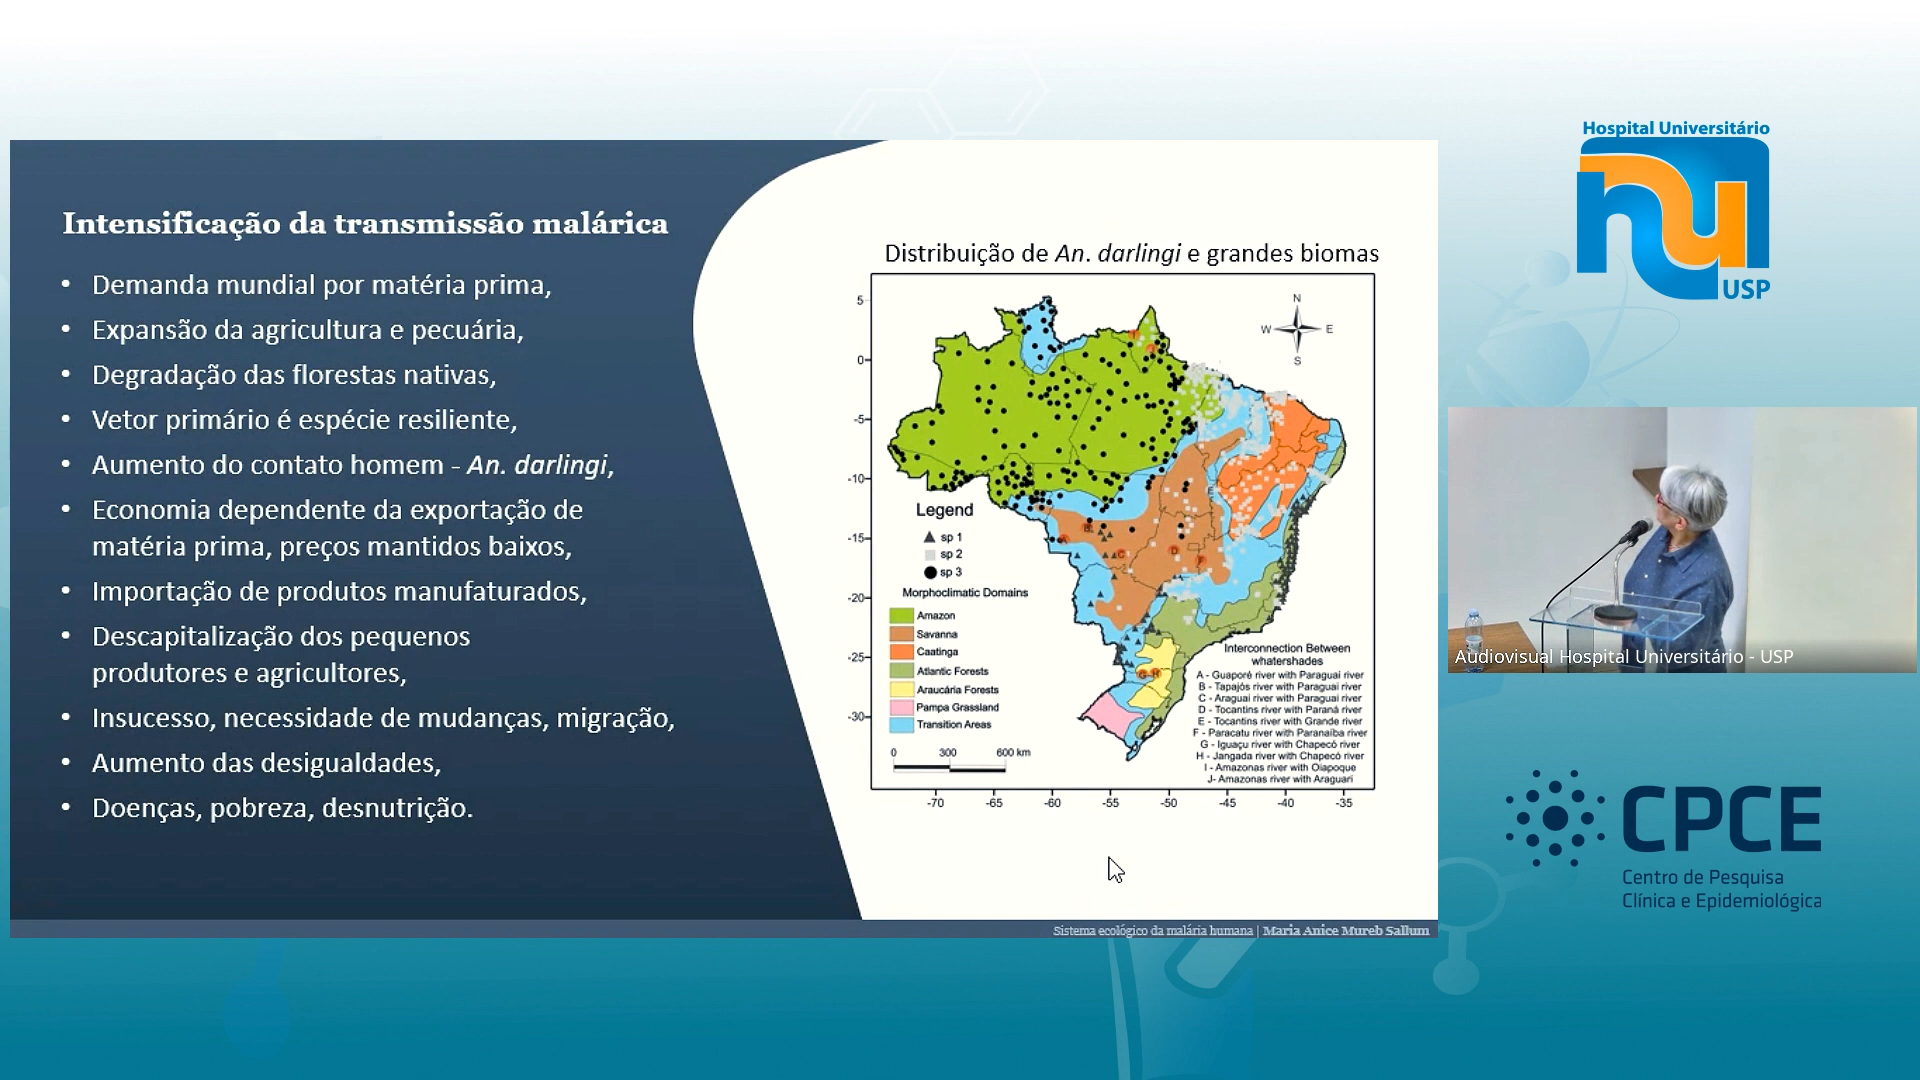 Hospital Universitário
hu
USP
Intensificação da transmissão malárica
• Demanda mundial por matéria prima,
• Expansão da agricultura e pecuária,
• Degradação das florestas nativas,
• Vetor primário é espécie resiliente,
• Aumento do contato homem - An. darlingi,
• Economia dependente da exportação de
matéria prima, preços mantidos baixos,
• Importação de produtos manufaturados,
• Descapitalização dos pequenos
produtores e agricultores,
• Insucesso, necessidade de mudanças, migração,
• Aumento das desigualdades,
• Doenças, pobreza, desnutrição.
Distribuição de An. darlingi e grandes biomas
N
W E
S
5
0
-5
-10
-15
-20
-25
-30
Legend
sp 1
sp 2
sp 3
Morphoclimatic Domains
Amazon
Savanna
Caatinga
Atlantic Forests
Araucária Forests
Pampa Grassland
Transition Areas
0 300 600 km
Interconnection Between
whatershades
A - Guaporé river with Paraguai river
B - Tapajós river with Paraguai river
C - Araguai river with Paraguai river
D - Tocantins river with Paraná river
E - Tocantins river with Grande river
F - Paracatu river with Paranaíba river
G - Iguaçu river with Chapecó river
H - Jangada river with Chapecó river
I - Amazonas river with Oiapoque
J- Amazonas river with Araguari
-70 -65 -60 -55 -50 -45 -40 -35
Sistema ecológico da malária humana | Maria Anice Mureb Sallum
Audiovisual Hospital Universitário - USP
CPCE
Centro de Pesquisa
Clínica e Epidemiológica